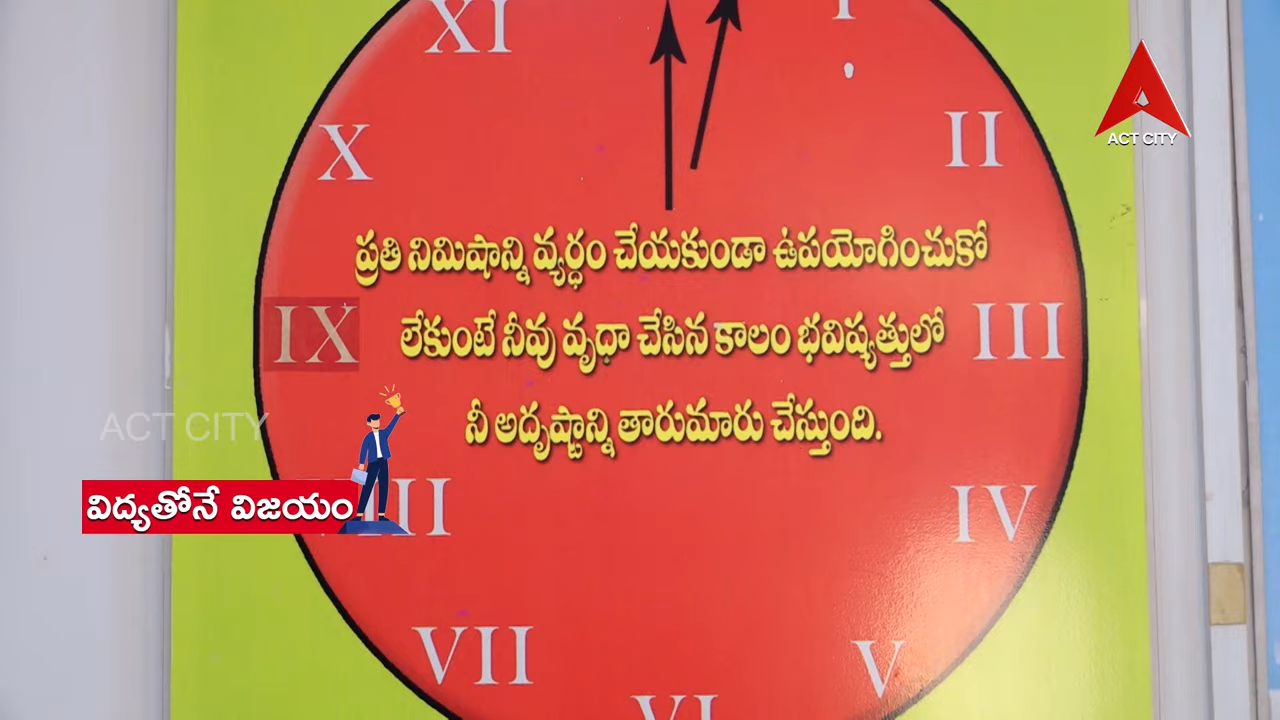 XI
I
X
II
ACT CITY
ప్రతి నిమిషాన్ని వ్యర్ధం చేయకుండా ఉపయోగించుకో
లేకుంటే నీవు వృధా చేసిన కాలం భవిష్యత్తులో
IX
III
నీ అదృష్టాన్ని తారుమారు చేస్తుంది.
ACT CITY
విద్యతోనే విజయం
IV
VII
V
VI